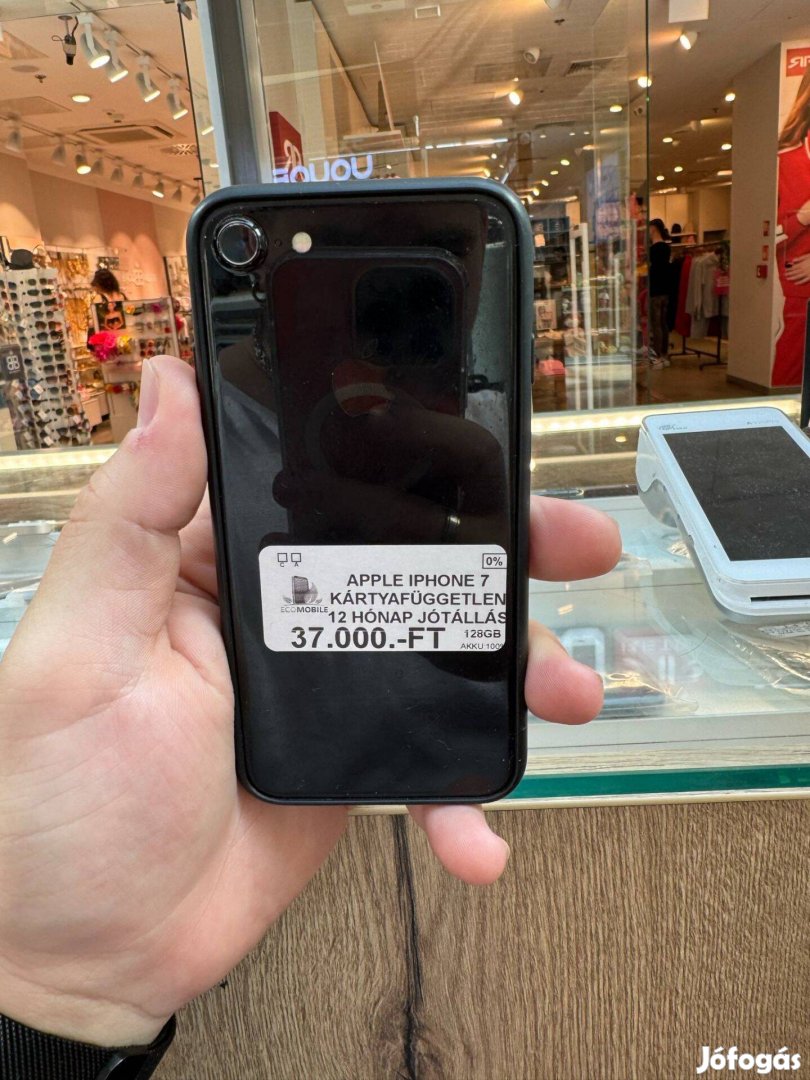 C A
0%
APPLE IPHONE 7
KÁRTYAFÜGGETLEN
ECOMOBILE
12 HÓNAP JÓTÁLLÁS
37.000.-FT
128GB
AKKU:100%
Jófogás